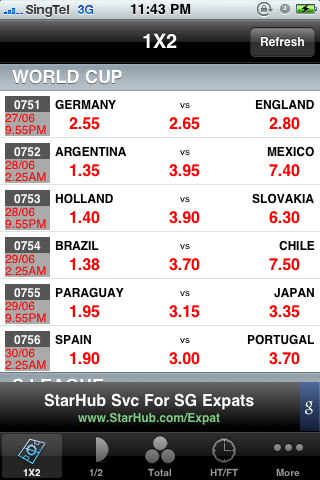 SingTel 3G 11:43 PM
1X2
Refresh
WORLD CUP
0751 GERMANY vs ENGLAND
27/06 9.55PM 2.55 2.65 2.80
0752 ARGENTINA vs MEXICO
28/06 2.25AM 1.35 3.95 7.40
0753 HOLLAND vs SLOVAKIA
28/06 9.55PM 1.40 3.90 6.30
0754 BRAZIL vs CHILE
29/06 2.25AM 1.38 3.70 7.50
0755 PARAGUAY vs JAPAN
29/06 9.55PM 1.95 3.15 3.35
0756 SPAIN vs PORTUGAL
30/06 2.25AM 1.90 3.00 3.70
S LEAGUE
StarHub Svc For SG Expats
www.StarHub.com/Expat
g
1X2 1/2 Total HT/FT More